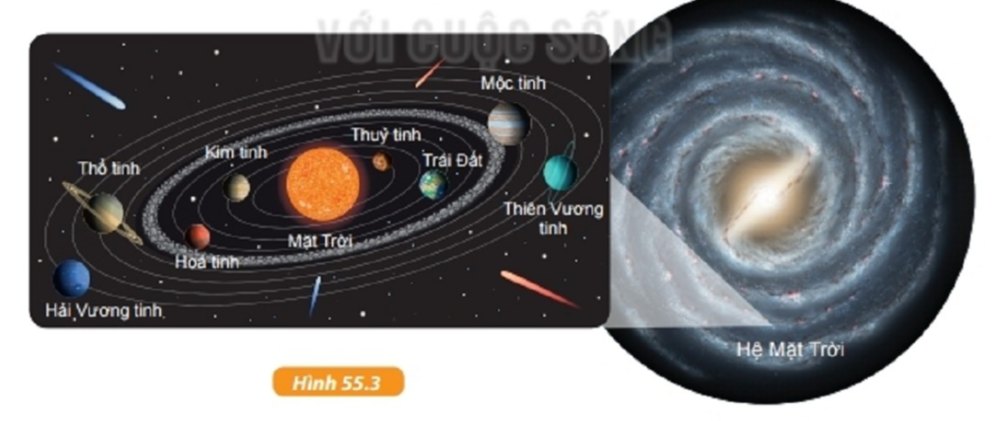 VỚI CUỘC SỐNG
Mộc tinh
Thuỷ tinh
Kim tinh
Trái Đất
Thổ tinh
Thiên Vương
tinh
Mặt Trời
Hoả tinh
Hải Vương tinh
Hệ Mặt Trời
Hình 55.3